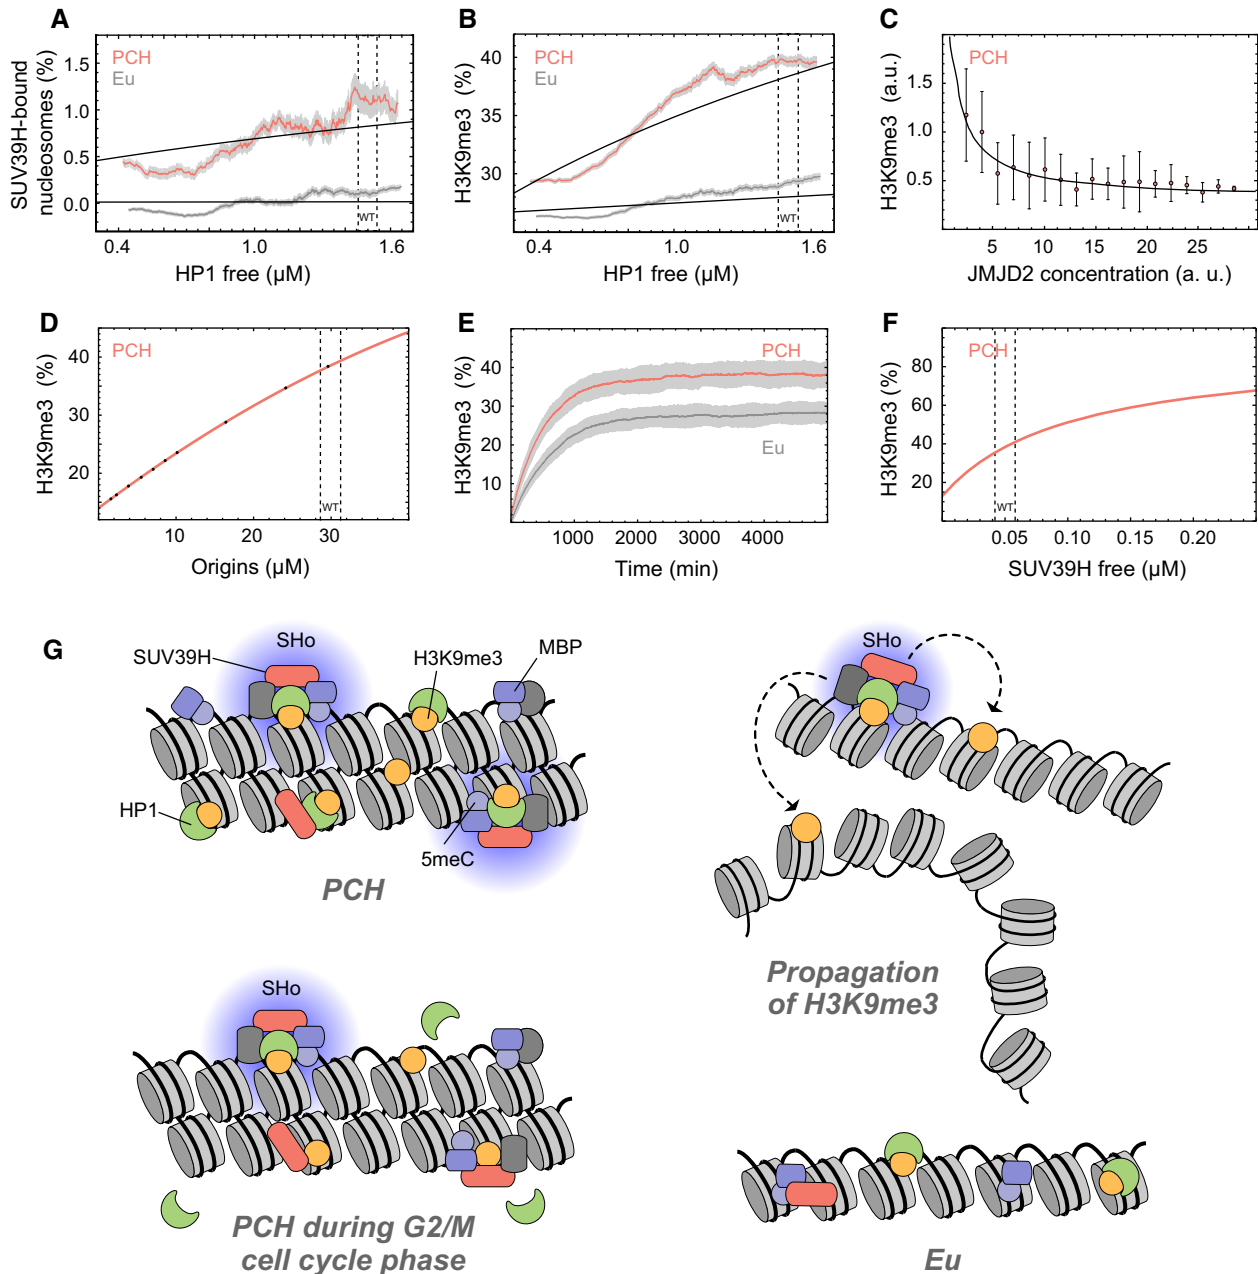 A
SUV39H-bound
nucleosomes (%)
1.5
1.0
0.5
0.0
PCH
Eu
WT
0.4
1.0
1.6
HP1 free (µM)
B
H3K9me3 (%)
40
35
30
PCH
Eu
WT
0.4
1.0
1.6
HP1 free (µM)
C
H3K9me3 (a.u.)
1.5
1.0
0.5
PCH
5
10
15
20
25
JMJD2 concentration (a. u.)
D
H3K9me3 (%)
40
30
20
PCH
WT
10
20
30
Origins (µM)
E
H3K9me3 (%)
40
30
20
10
PCH
Eu
1000
2000
3000
4000
Time (min)
F
H3K9me3 (%)
80
60
40
20
PCH
WT
0.05
0.10
0.15
0.20
SUV39H free (µM)
G
SHo
SUV39H
H3K9me3
MBP
HP1
5meC
PCH
SHo
Propagation
of H3K9me3
SHo
PCH during G2/M
cell cycle phase
Eu